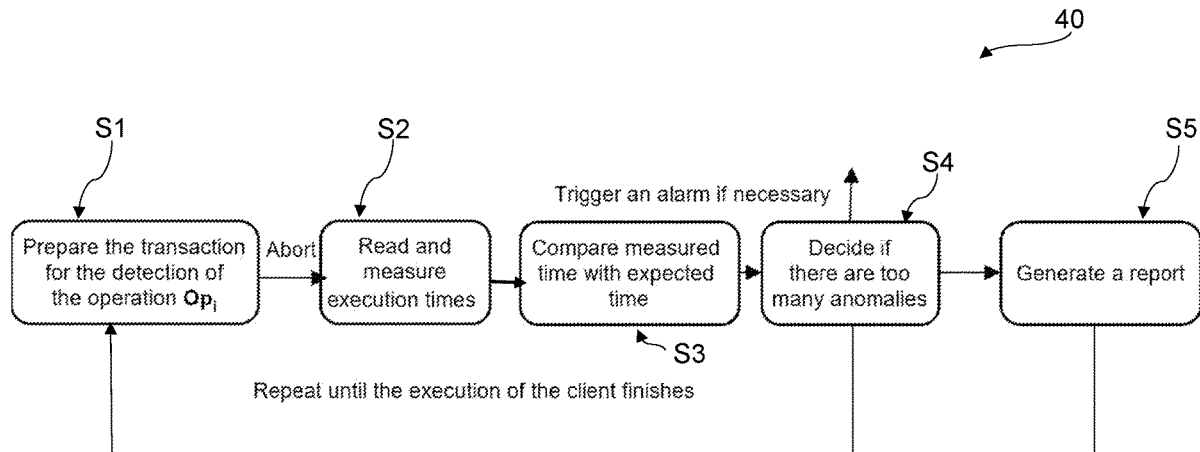 40
S1
S2
S4
S5
Trigger an alarm if necessary
Prepare the transaction
for the detection of
the operation Opi
Abort
Read and
measure
execution times
Compare measured
time with expected
time
Decide if
there are too
many anomalies
Generate a report
S3
Repeat until the execution of the client finishes